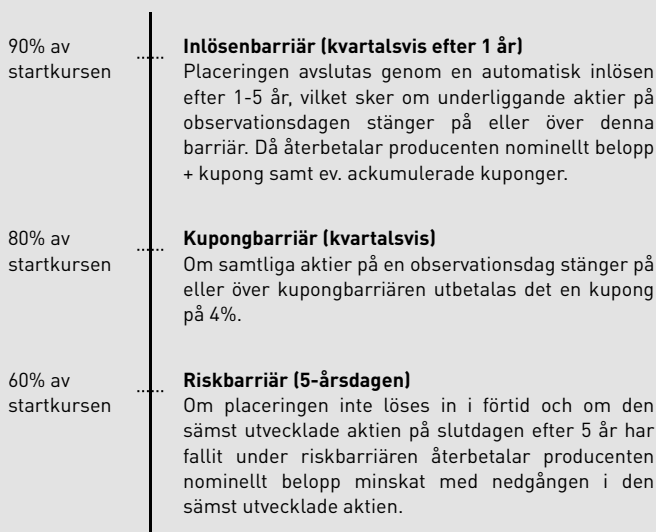 90% av
startkursen
Inlösenbarriär (kvartalsvis efter 1 år)
Placeringen avslutas genom en automatisk inlösen
efter 1-5 år, vilket sker om underliggande aktier på
observationsdagen stänger på eller över denna
barriär. Då återbetalar producenten nominellt belopp
+ kupong samt ev. ackumulerade kuponger.
80% av
startkursen
Kupongbarriär (kvartalsvis)
Om samtliga aktier på en observationsdag stänger på
eller över kupongbarriären utbetalas det en kupong
på 4%.
60% av
startkursen
Riskbarriär (5-årsdagen)
Om placeringen inte löses in i förtid och om den
sämst utvecklade aktien på slutdagen efter 5 år har
fallit under riskbarriären återbetalar producenten
nominellt belopp minskat med nedgången i den
sämst utvecklade aktien.